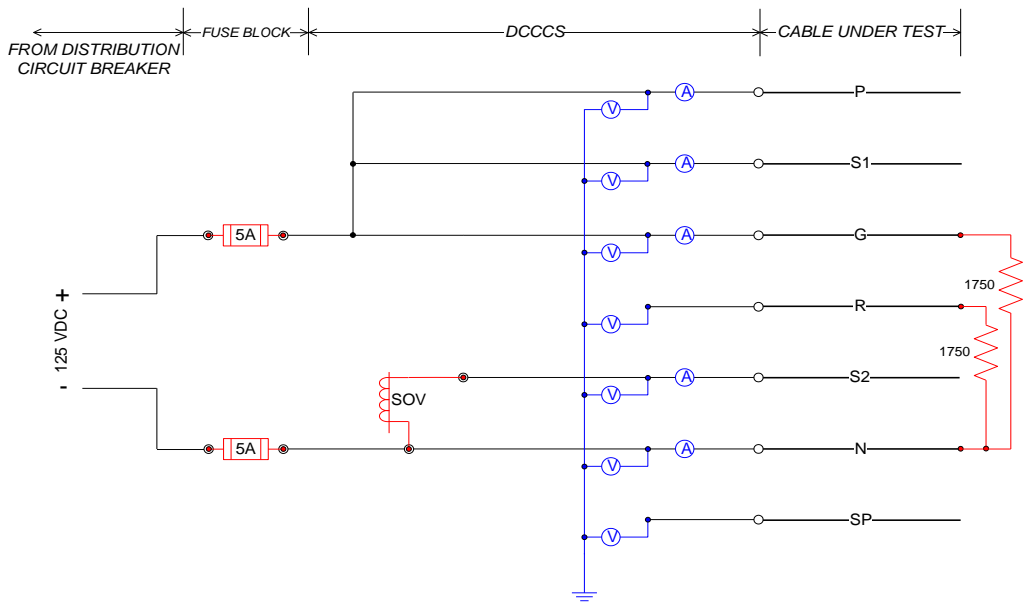 FROM DISTRIBUTION
CIRCUIT BREAKER
FUSE BLOCK
DCCCS
CABLE UNDER TEST
A
P
V
A
S1
V
5A
A
G
V
1750
+
125 VDC
-
R
V
1750
SOV
A
S2
V
5A
A
N
V
SP
V